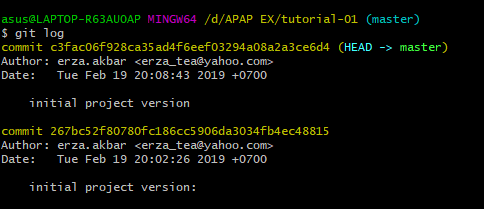 asus@LAPTOP-R63AUOAP MINGW64 /d/APAP EX/tutorial-01 (master)
$ git log
commit c3fac06f928ca35ad4f6eef03294a08a2a3ce6d4 (HEAD -> master)
Author: erza.akbar <erza_tea@yahoo.com>
Date:   Tue Feb 19 20:08:43 2019 +0700
initial project version
commit 267bc52f80780fc186cc5906da3034fb4ec48815
Author: erza.akbar <erza_tea@yahoo.com>
Date:   Tue Feb 19 20:02:26 2019 +0700
initial project version: